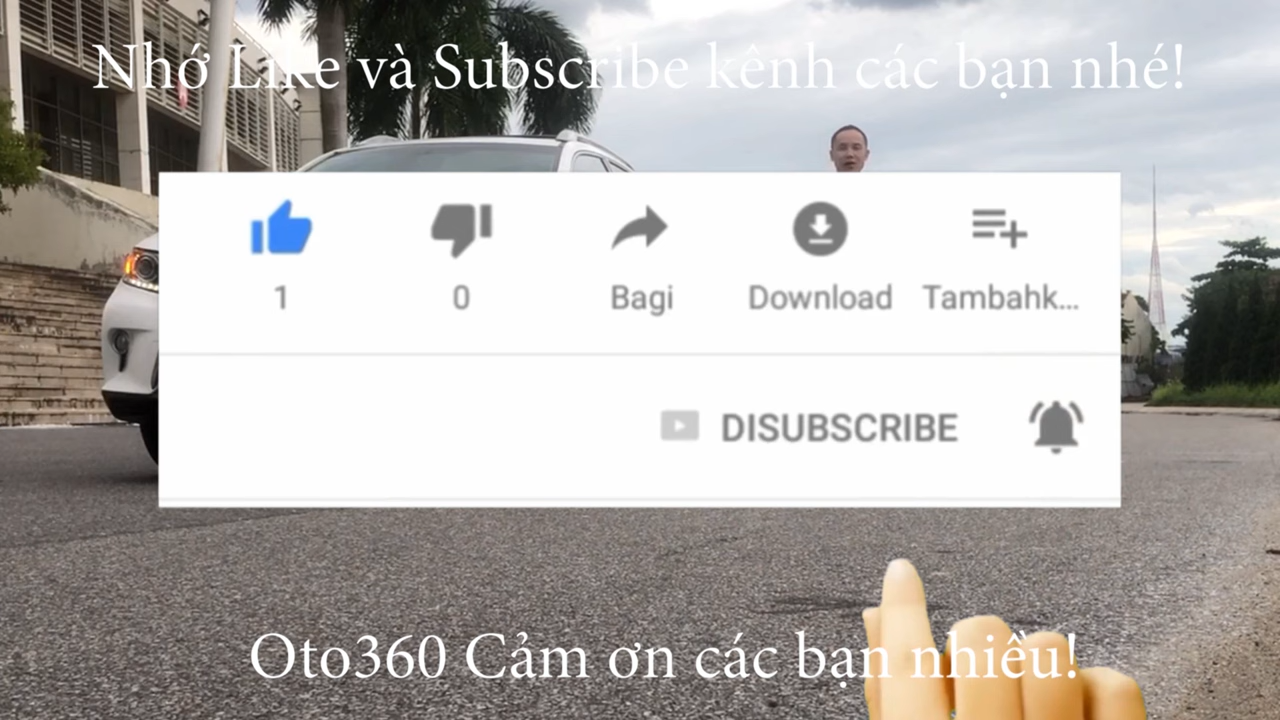 Nhớ Like và Subscribe kênh các bạn nhé!
1 0 Bagi Download Tambahk...
DISUBSCRIBE
Oto360 Cảm ơn các bạn nhiều!